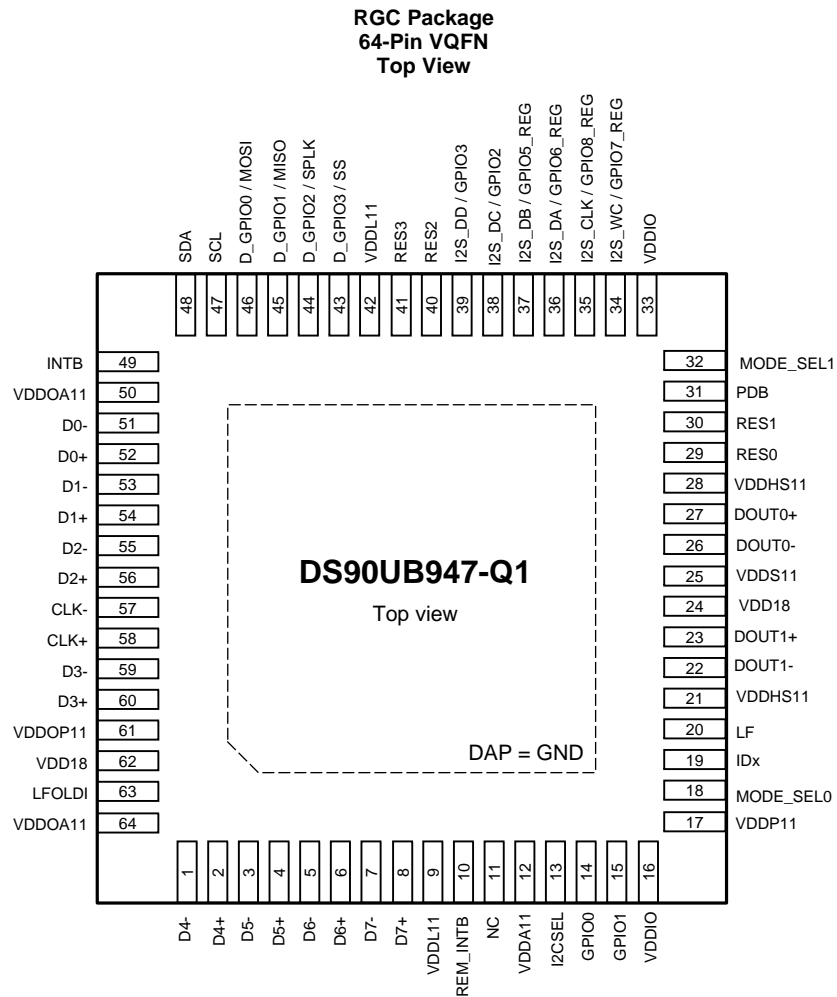 RGC Package
64-Pin VQFN
Top View
SDA
SCL
D_GPIO0 / MOSI
D_GPIO1 / MISO
D_GPIO2 / SPLK
D_GPIO3 / SS
VDDL11
RES3
RES2
I2S_DD / GPIO3
I2S_DC / GPIO2
I2S_DB / GPIO5_REG
I2S_DA / GPIO6_REG
I2S_CLK / GPIO8_REG
I2S_WC / GPIO7_REG
VDDIO
48
47
46
45
44
43
42
41
40
39
38
37
36
35
34
33
INTB 49
VDDOA11 50
D0- 51
D0+ 52
D1- 53
D1+ 54
D2- 55
D2+ 56
CLK- 57
CLK+ 58
D3- 59
D3+ 60
VDDOP11 61
VDD18 62
LFOLDI 63
VDDOA11 64
DS90UB947-Q1
Top view
DAP = GND
32 MODE_SEL1
31 PDB
30 RES1
29 RES0
28 VDDHS11
27 DOUT0+
26 DOUT0-
25 VDDS11
24 VDD18
23 DOUT1+
22 DOUT1-
21 VDDHS11
20 LF
19 IDx
18 MODE_SEL0
17 VDDP11
1
2
3
4
5
6
7
8
9
10
11
12
13
14
15
16
D4-
D4+
D5-
D5+
D6-
D6+
D7-
D7+
VDDL11
REM_INTB
NC
VDDA11
I2CSEL
GPIO0
GPIO1
VDDIO